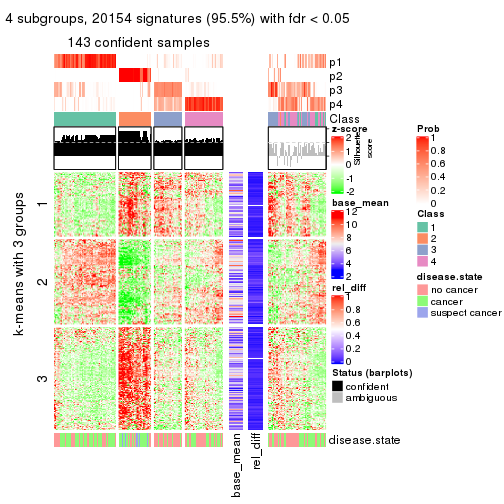 4 subgroups, 20154 signatures (95.5%) with fdr < 0.05
143 confident samples
p1
p2
p3
p4
Class
Silhouette
score
k-means with 3 groups
1
2
3
disease.state
base_mean
rel_diff
z-score
2
1
0
-1
-2
base_mean
12
10
8
6
4
2
rel_diff
1
0.8
0.6
0.4
0.2
0
Status (barplots)
confident
ambiguous
Prob
1
0.8
0.6
0.4
0.2
0
Class
1
2
3
4
disease.state
no cancer
cancer
suspect cancer